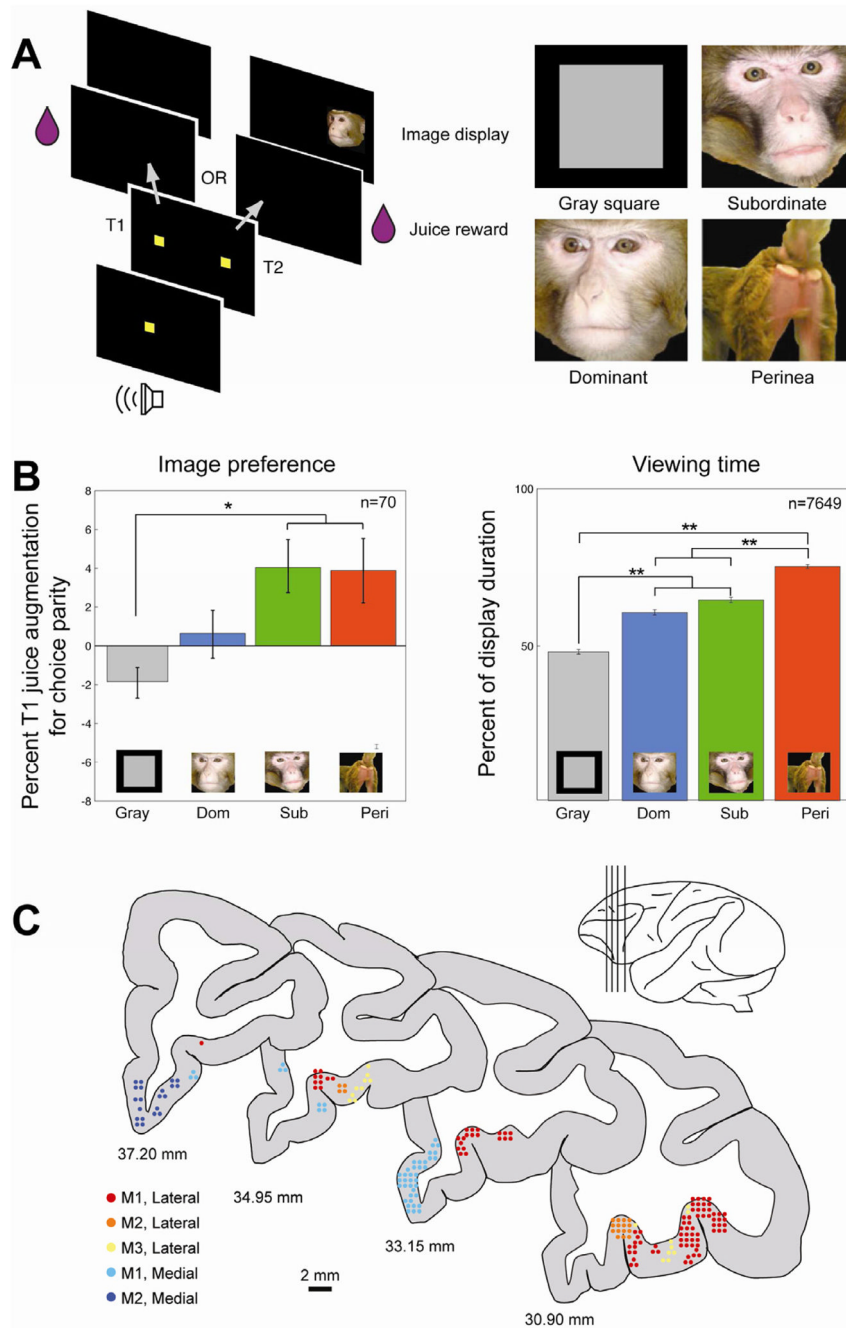 A
OR
T1
T2
Image display
Juice reward
Gray square
Subordinate
Dominant
Perinea
B
Image preference
n=70
*
Percent T1 juice augmentation
for choice parity
8
6
4
2
0
-2
-4
-6
-8
Gray
Dom
Sub
Peri
Viewing time
n=7649
**
**
**
Percent of display duration
100
50
Gray
Dom
Sub
Peri
C
37.20 mm
34.95 mm
33.15 mm
30.90 mm
M1, Lateral
M2, Lateral
M3, Lateral
M1, Medial
M2, Medial
2 mm